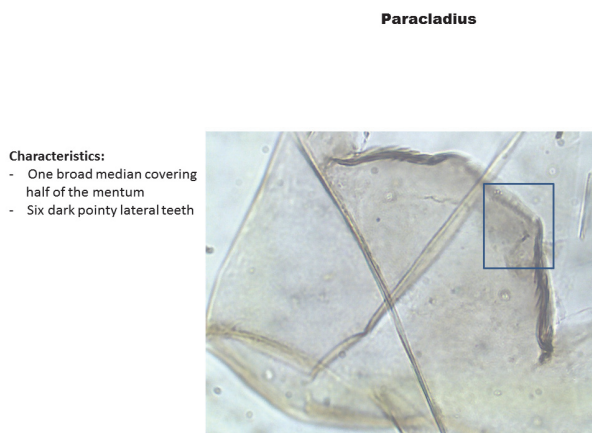 Paracladius
Characteristics:
- One broad median covering
half of the mentum
- Six dark pointy lateral teeth